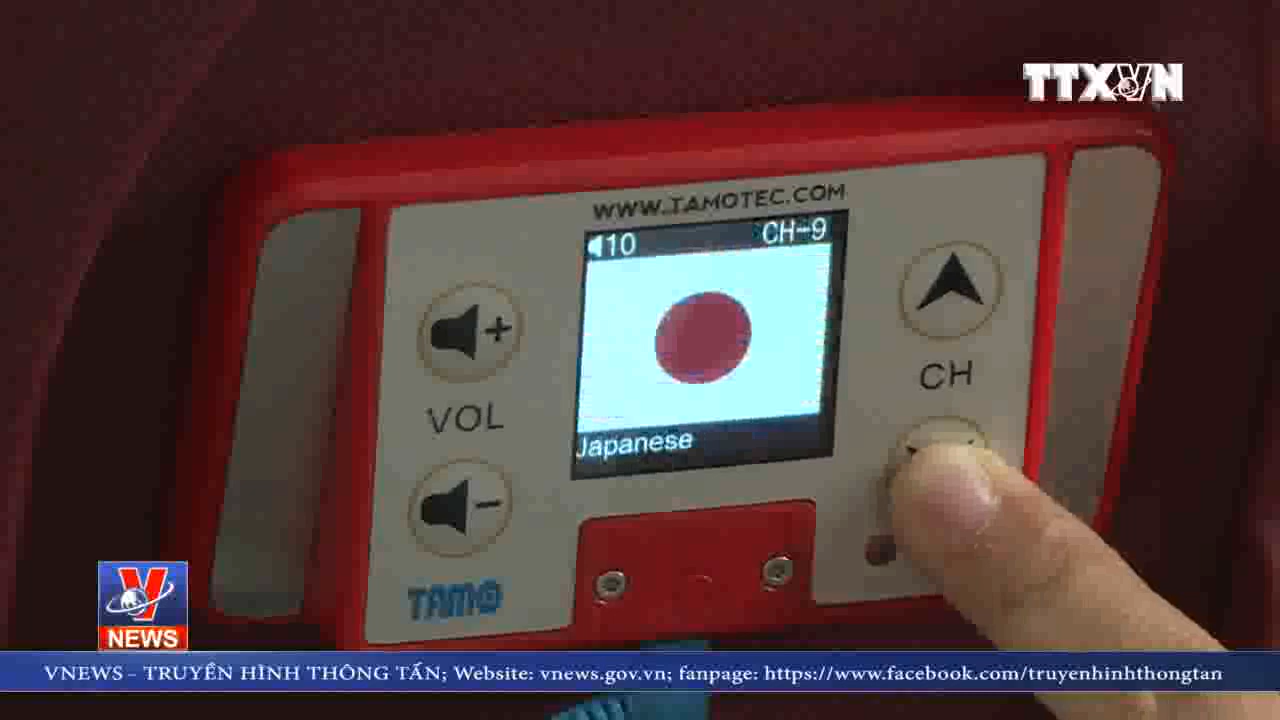 TTXVN
WWW.TAMOTEC.COM
10 CH-9
VOL
CH
Japanese
TAMO
NEWS
VNEWS - TRUYỀN HÌNH THÔNG TẤN; Website: vnews.gov.vn; fanpage: https://www.facebook.com/truyenhinhthongtan